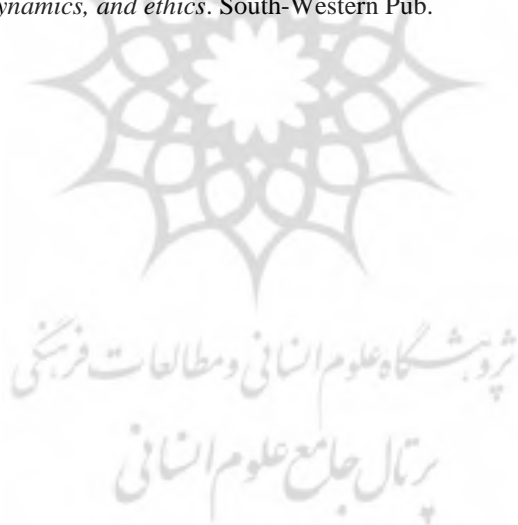 ynamics, and ethics. South-Western Pub.
پژوهشگاه علوم انسانی و مطالعات فرهنگی
پرتال جامع علوم انسانی